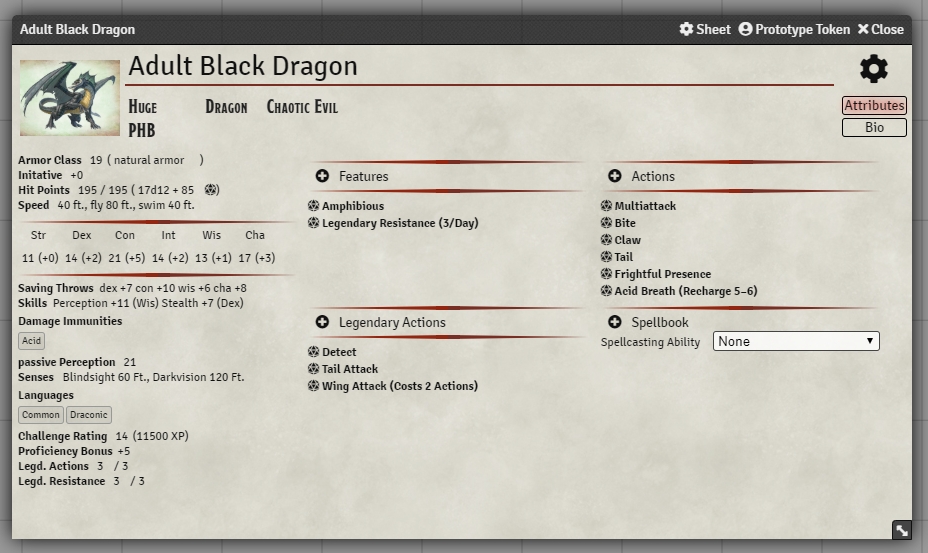 Adult Black Dragon
Sheet Prototype Token Close
Adult Black Dragon
Huge Dragon Chaotic Evil
PHB
Attributes
Bio
Armor Class 19 ( natural armor )
Initative +0
Hit Points 195 / 195 ( 17d12 + 85 )
Speed 40 ft., fly 80 ft., swim 40 ft.
Str Dex Con Int Wis Cha
11 (+0) 14 (+2) 21 (+5) 14 (+2) 13 (+1) 17 (+3)
Saving Throws dex +7 con +10 wis +6 cha +8
Skills Perception +11 (Wis) Stealth +7 (Dex)
Damage Immunities
Acid
passive Perception 21
Senses Blindsight 60 Ft., Darkvision 120 Ft.
Languages
Common Draconic
Challenge Rating 14 (11500 XP)
Proficiency Bonus +5
Legd. Actions 3 / 3
Legd. Resistance 3 / 3
Features
Amphibious
Legendary Resistance (3/Day)
Legendary Actions
Detect
Tail Attack
Wing Attack (Costs 2 Actions)
Actions
Multiattack
Bite
Claw
Tail
Frightful Presence
Acid Breath (Recharge 5–6)
Spellbook
Spellcasting Ability None